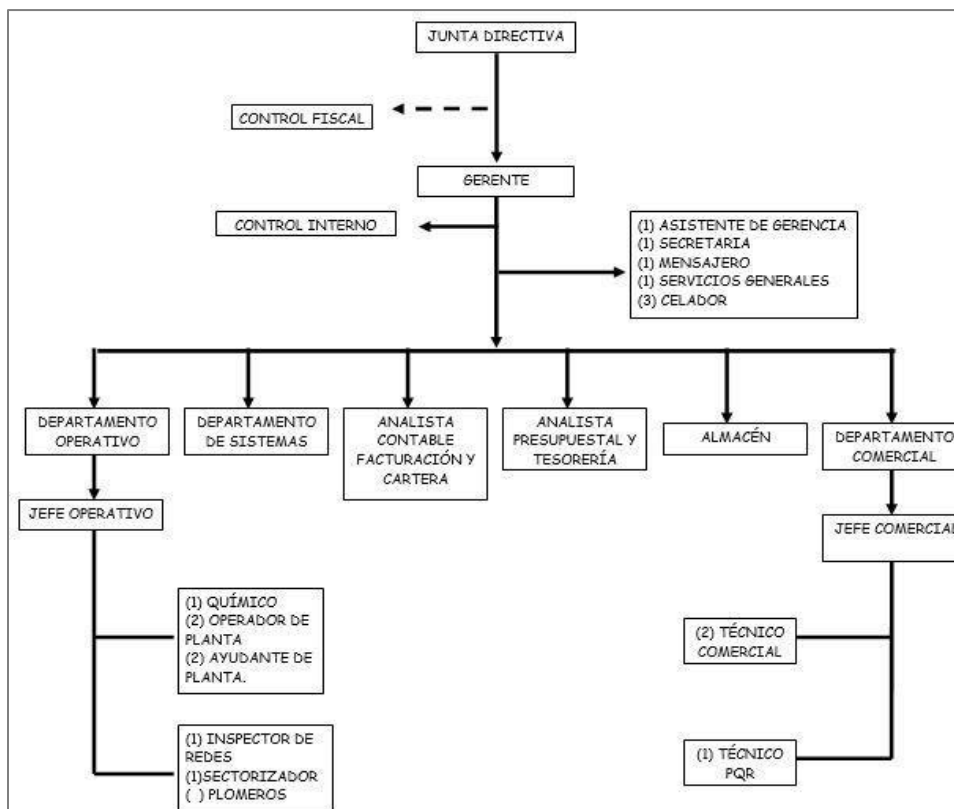 JUNTA DIRECTIVA
CONTROL FISCAL
GERENTE
CONTROL INTERNO
(1) ASISTENTE DE GERENCIA
(1) SECRETARIA
(1) MENSAJERO
(1) SERVICIOS GENERALES
(3) CELADOR
DEPARTAMENTO
OPERATIVO
DEPARTAMENTO
DE SISTEMAS
ANALISTA
CONTABLE
FACTURACIÓN Y
CARTERA
ANALISTA
PRESUPUESTAL Y
TESORERÍA
ALMACÉN
DEPARTAMENTO
COMERCIAL
JEFE OPERATIVO
JEFE COMERCIAL
(1) QUÍMICO
(2) OPERADOR DE
PLANTA
(2) AYUDANTE DE
PLANTA.
(2) TÉCNICO
COMERCIAL
(1) INSPECTOR DE
REDES
(1)SECTORIZADOR
( ) PLOMEROS
(1) TÉCNICO
PQR